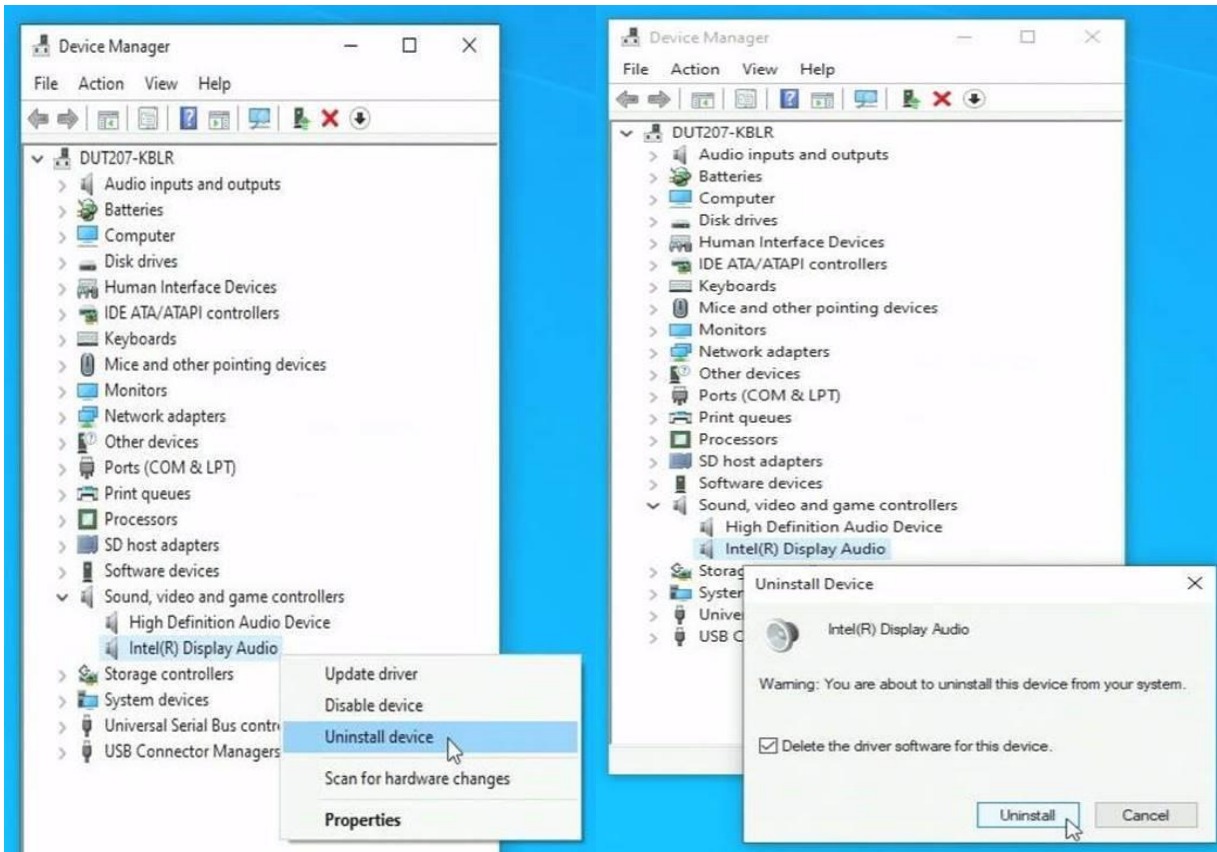 Device Manager
File Action View Help
DUT207-KBLR
Audio inputs and outputs
Batteries
Computer
Disk drives
Human Interface Devices
IDE ATA/ATAPI controllers
Keyboards
Mice and other pointing devices
Monitors
Network adapters
Other devices
Ports (COM & LPT)
Print queues
Processors
SD host adapters
Software devices
Sound, video and game controllers
High Definition Audio Device
Intel(R) Display Audio
Storage controllers
System devices
Universal Serial Bus contr
USB Connector Managers
Update driver
Disable device
Uninstall device
Scan for hardware changes
Properties
Device Manager
File Action View Help
DUT207-KBLR
Audio inputs and outputs
Batteries
Computer
Disk drives
Human Interface Devices
IDE ATA/ATAPI controllers
Keyboards
Mice and other pointing devices
Monitors
Network adapters
Other devices
Ports (COM & LPT)
Print queues
Processors
SD host adapters
Software devices
Sound, video and game controllers
High Definition Audio Device
Intel(R) Display Audio
Storag
System
Univer
USB C
Uninstall Device
Intel(R) Display Audio
Warning: You are about to uninstall this device from your system.
Delete the driver software for this device.
Uninstall Cancel